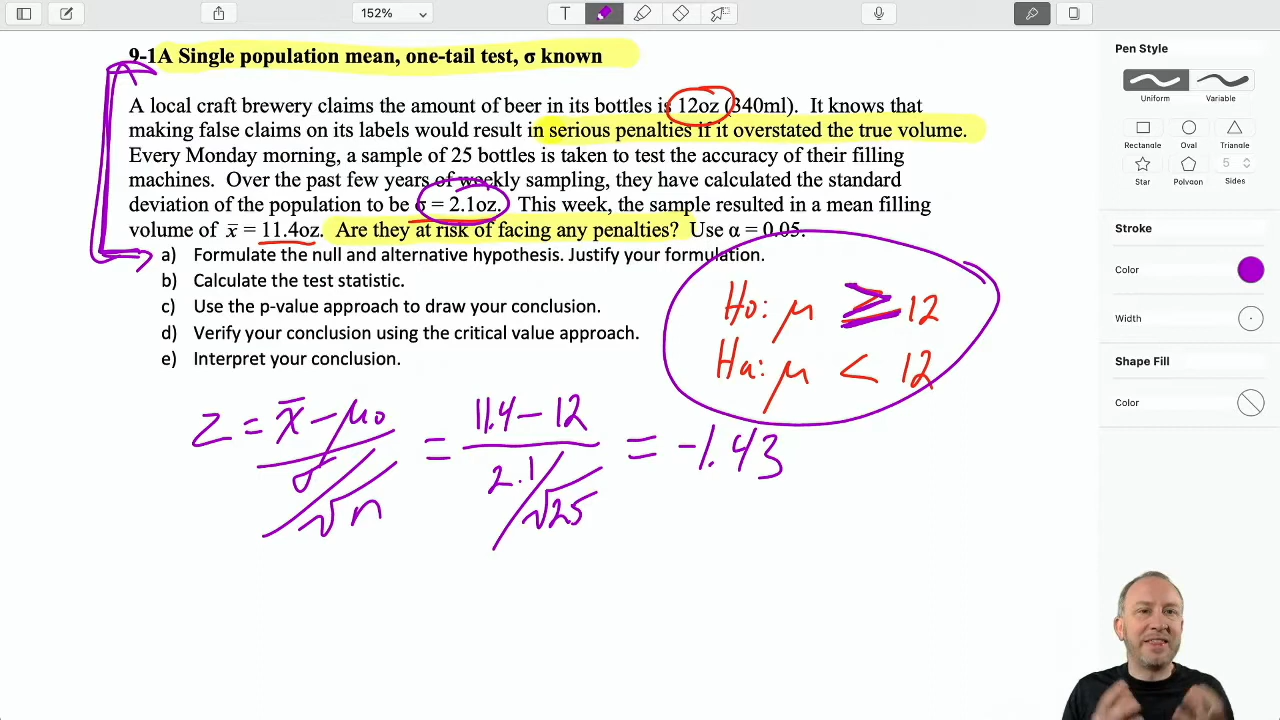 152%
T
Pen Style
Uniform
Variable
Rectangle
Oval
Triangle
Star
Polygon
5
Sides
Stroke
Color
Width
Shape Fill
Color
9-1A Single population mean, one-tail test, σ known
A local craft brewery claims the amount of beer in its bottles is 12oz (340ml). It knows that
making false claims on its labels would result in serious penalties if it overstated the true volume.
Every Monday morning, a sample of 25 bottles is taken to test the accuracy of their filling
machines. Over the past few years of weekly sampling, they have calculated the standard
deviation of the population to be σ = 2.1oz. This week, the sample resulted in a mean filling
volume of x̅ = 11.4oz. Are they at risk of facing any penalties? Use α = 0.05.
a) Formulate the null and alternative hypothesis. Justify your formulation.
b) Calculate the test statistic.
c) Use the p-value approach to draw your conclusion.
d) Verify your conclusion using the critical value approach.
e) Interpret your conclusion.
Ho: μ ≥ 12
Ha: μ < 12
z = x̅ - μo / σ/√n = 11.4 - 12 / 2.1/√25 = -1.43